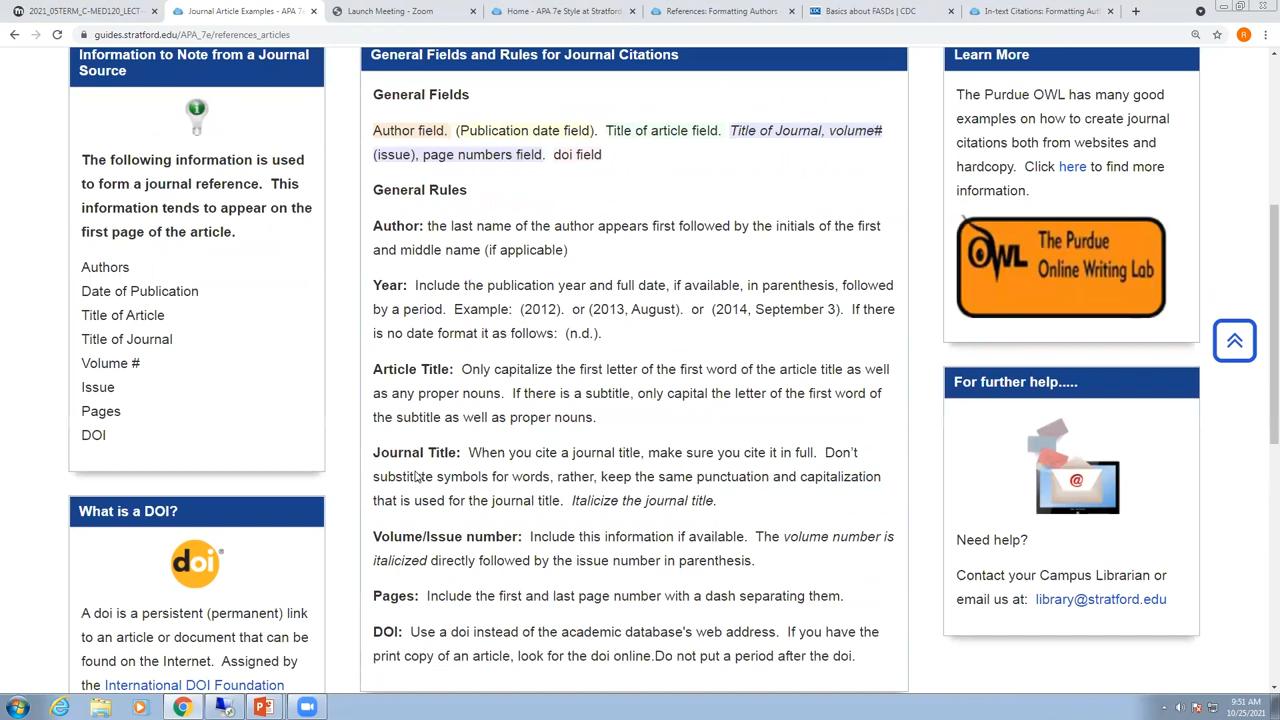 2021_05TERM_C-MED120_LECT-
Journal Article Examples - APA 7e
Launch Meeting - Zoom
Home - APA 7e Style at Stratford
References: Formatting Authors
Basics about FASDs | CDC
In-text Citations: Formatting Au
guides.stratford.edu/APA_7e/references_articles
R
Information to Note from a Journal
Source
The following information is used
to form a journal reference. This
information tends to appear on the
first page of the article.
Authors
Date of Publication
Title of Article
Title of Journal
Volume #
Issue
Pages
DOI
What is a DOI?
doi
A doi is a persistent (permanent) link
to an article or document that can be
found on the Internet. Assigned by
the International DOI Foundation
General Fields and Rules for Journal Citations
General Fields
Author field. (Publication date field). Title of article field. Title of Journal, volume#
(issue), page numbers field. doi field
General Rules
Author: the last name of the author appears first followed by the initials of the first
and middle name (if applicable)
Year: Include the publication year and full date, if available, in parenthesis, followed
by a period. Example: (2012). or (2013, August). or (2014, September 3). If there
is no date format it as follows: (n.d.).
Article Title: Only capitalize the first letter of the first word of the article title as well
as any proper nouns. If there is a subtitle, only capital the letter of the first word of
the subtitle as well as proper nouns.
Journal Title: When you cite a journal title, make sure you cite it in full. Don't
substitute symbols for words, rather, keep the same punctuation and capitalization
that is used for the journal title. Italicize the journal title.
Volume/Issue number: Include this information if available. The volume number is
italicized directly followed by the issue number in parenthesis.
Pages: Include the first and last page number with a dash separating them.
DOI: Use a doi instead of the academic database's web address. If you have the
print copy of an article, look for the doi online.Do not put a period after the doi.
Learn More
The Purdue OWL has many good
examples on how to create journal
citations both from websites and
hardcopy. Click here to find more
information.
OWL The Purdue
Online Writing Lab
For further help.....
@
Need help?
Contact your Campus Librarian or
email us at: library@stratford.edu
9:51 AM
10/25/2021